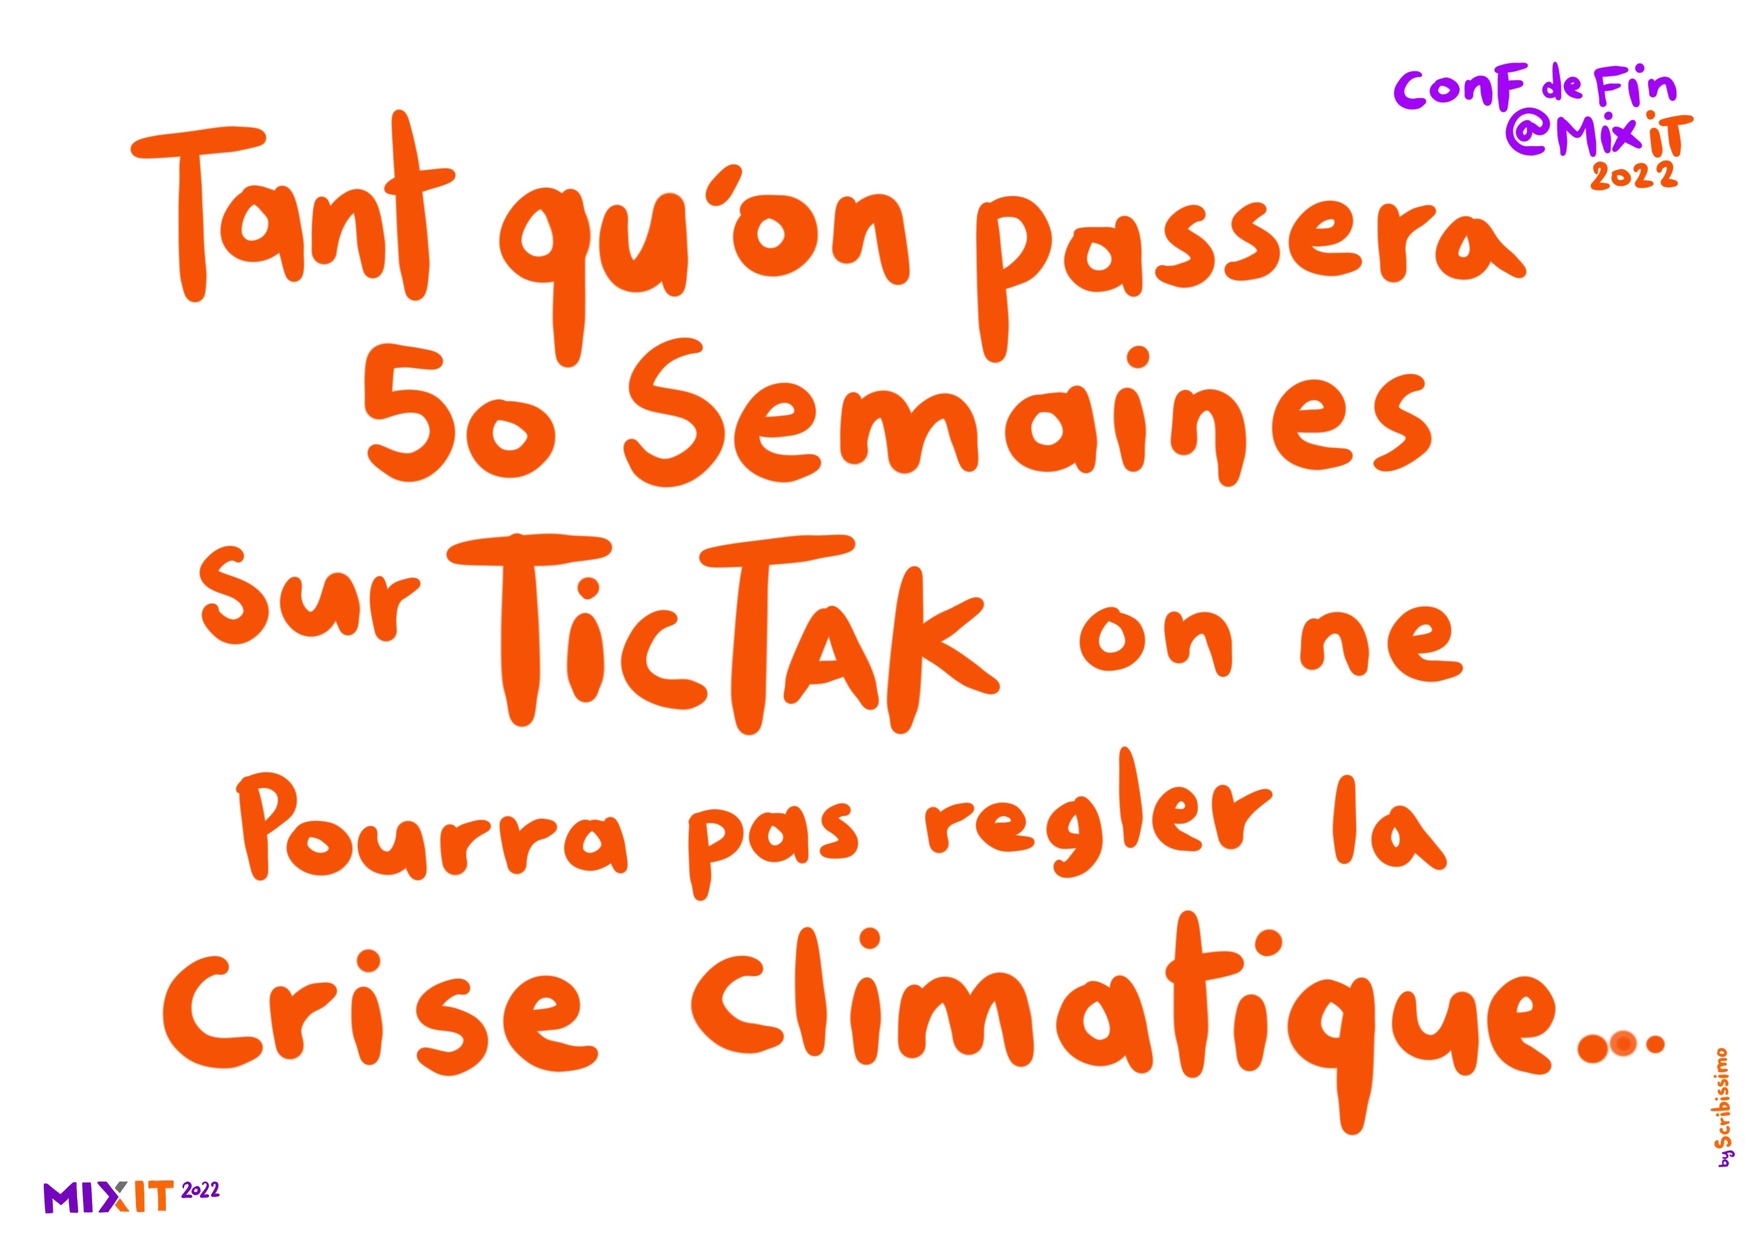 ConF de Fin
@MixiT
2022
Tant qu'on passera
50 Semaines
sur TicTAK on ne
Pourra pas regler la
Crise climatique...
by Scribissimo
MIXIT 2022